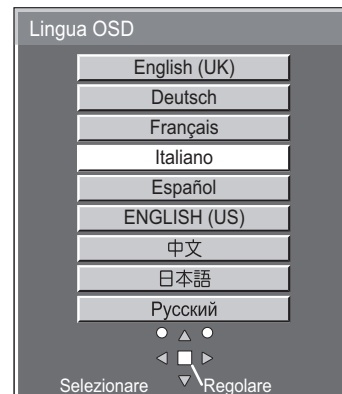 Lingua OSD
English (UK)
Deutsch
Français
Italiano
Español
ENGLISH (US)
中文
日本語
Русский
Selezionare Regolare